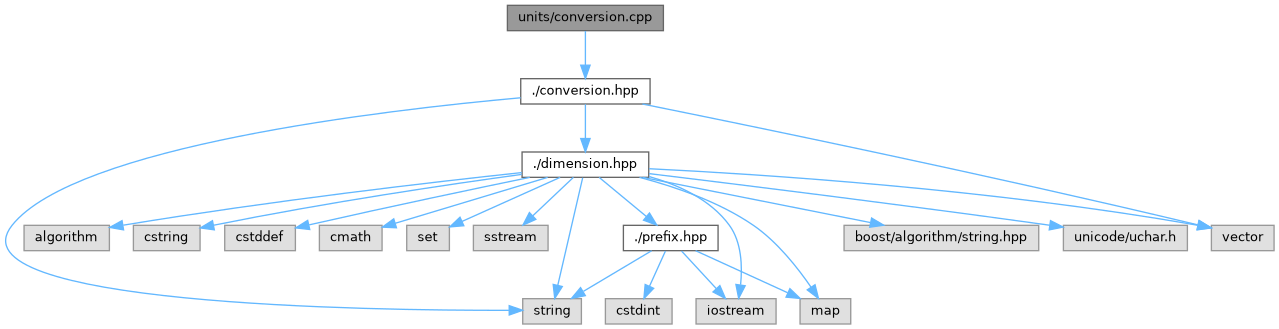 units/conversion.cpp
./conversion.hpp
./dimension.hpp
algorithm
cstring
cstddef
cmath
set
sstream
./prefix.hpp
boost/algorithm/string.hpp
unicode/uchar.h
vector
string
cstdint
iostream
map